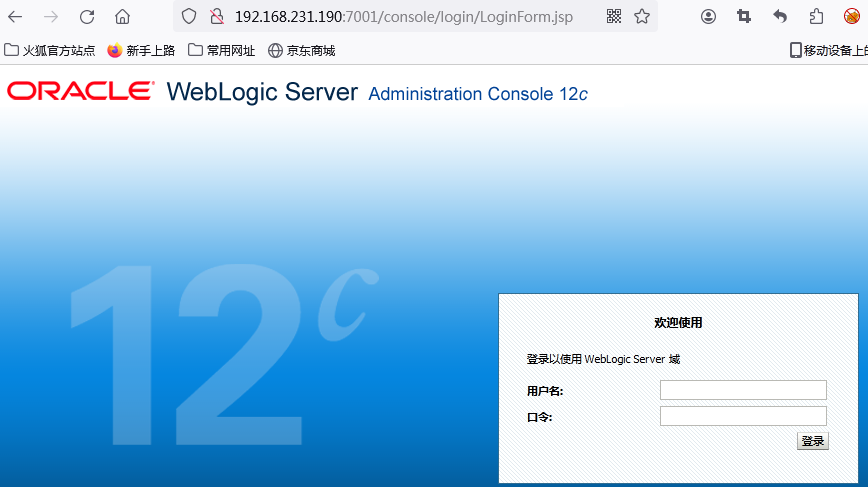 192.168.231.190:7001/console/login/LoginForm.jsp
火狐官方站点 新手上路 常用网址 京东商城 移动设备上的
ORACLE WebLogic Server Administration Console 12c
12c
欢迎使用
登录以使用 WebLogic Server 域
用户名:
口令:
登录